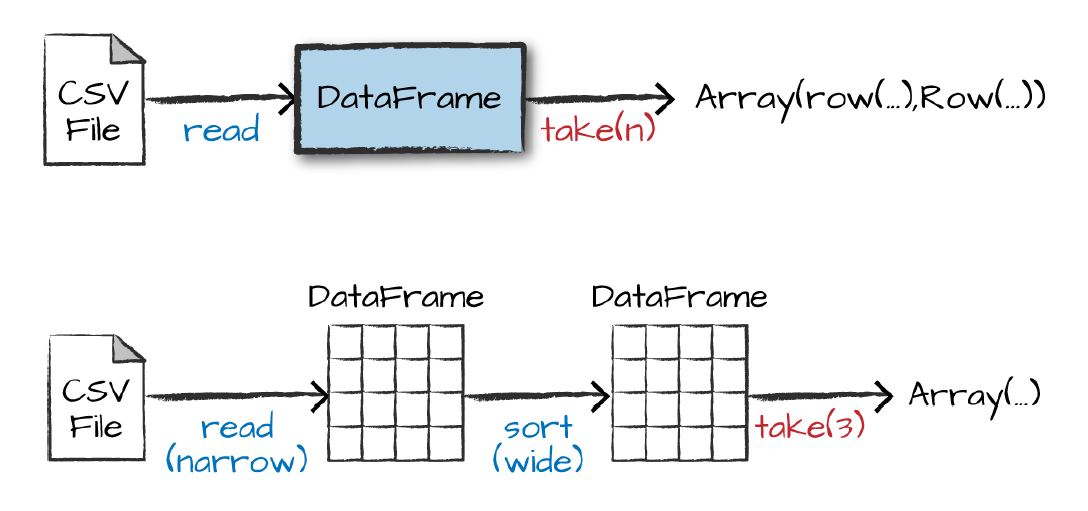 CSV
File
read
DataFrame
take(n)
Array(row(...),Row(...))
DataFrame
DataFrame
CSV
File
read
(narrow)
sort
(wide)
take(3)
Array(...)